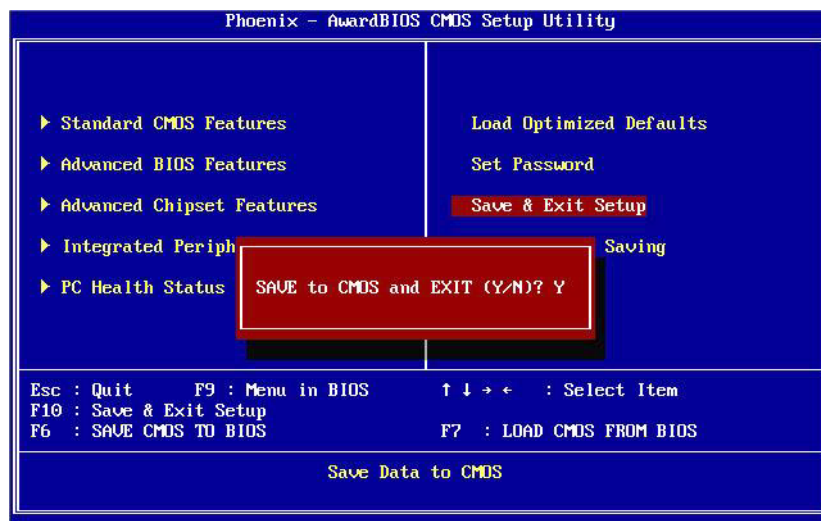 Phoenix - AwardBIOS CMOS Setup Utility
▶ Standard CMOS Features
▶ Advanced BIOS Features
▶ Advanced Chipset Features
▶ Integrated Periph
▶ PC Health Status
Load Optimized Defaults
Set Password
Save & Exit Setup
Saving
SAVE to CMOS and EXIT (Y/N)? Y
Esc : Quit F9 : Menu in BIOS ↑ ↓ → ← : Select Item
F10 : Save & Exit Setup
F6 : SAVE CMOS TO BIOS F7 : LOAD CMOS FROM BIOS
Save Data to CMOS